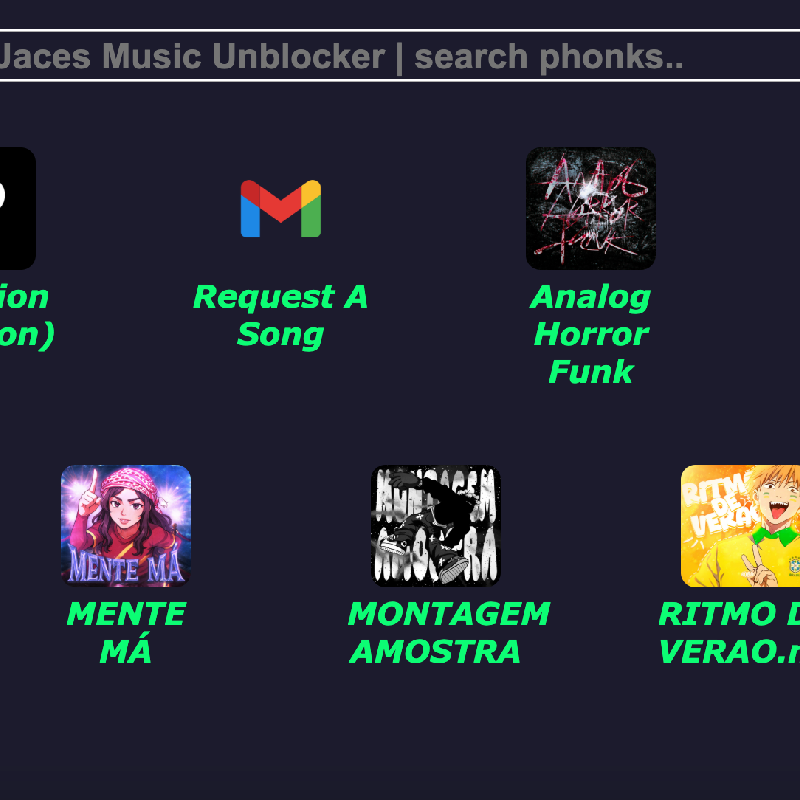 Jaces Music Unblocker | search phonks..
ion
on)
Request A
Song
ANALOG
HORROR
FUNK
Analog
Horror
Funk
MENTE MÁ
MENTE
MÁ
MONTAGEM
AMOSTRA
MONTAGEM
AMOSTRA
RITMO
DE
VERAO
RITMO D
VERAO.r